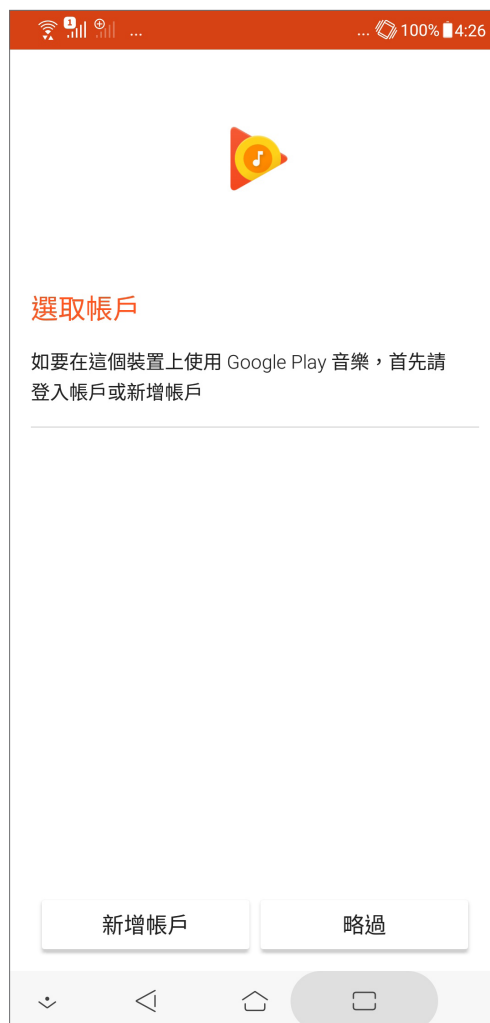 1
... ... 100% 4:26
選取帳戶
如要在這個裝置上使用 Google Play 音樂，首先請
登入帳戶或新增帳戶
新增帳戶
略過